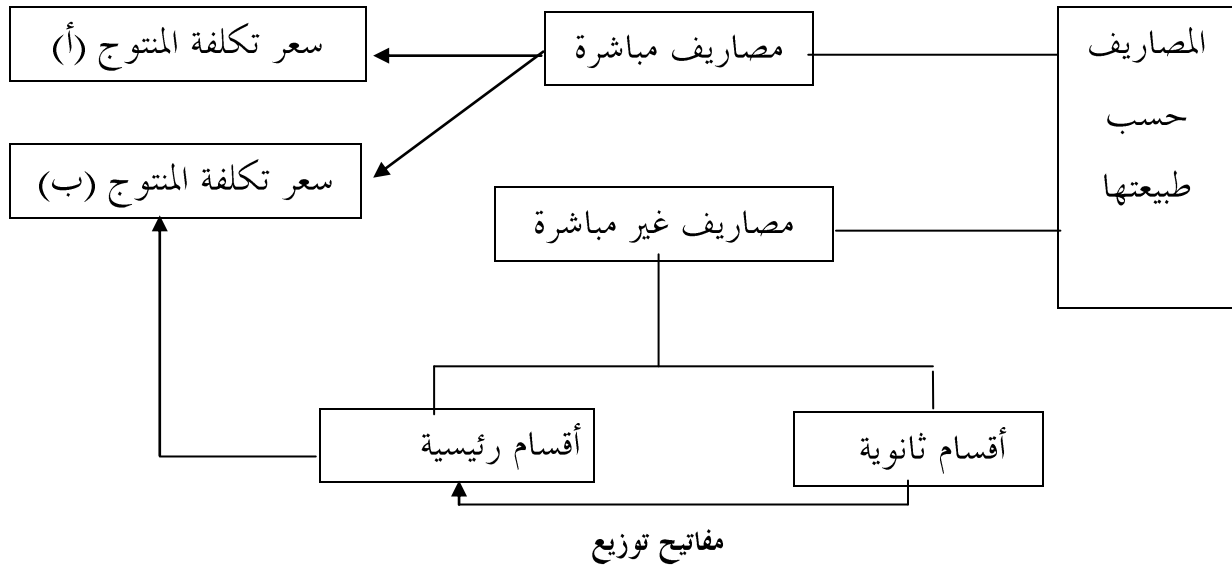 المصاريف
حسب
طبيعتها
مصاريف مباشرة
سعر تكلفة المنتوج (أ)
سعر تكلفة المنتوج (ب)
مصاريف غير مباشرة
أقسام ثانوية
أقسام رئيسية
مفاتيح توزيع